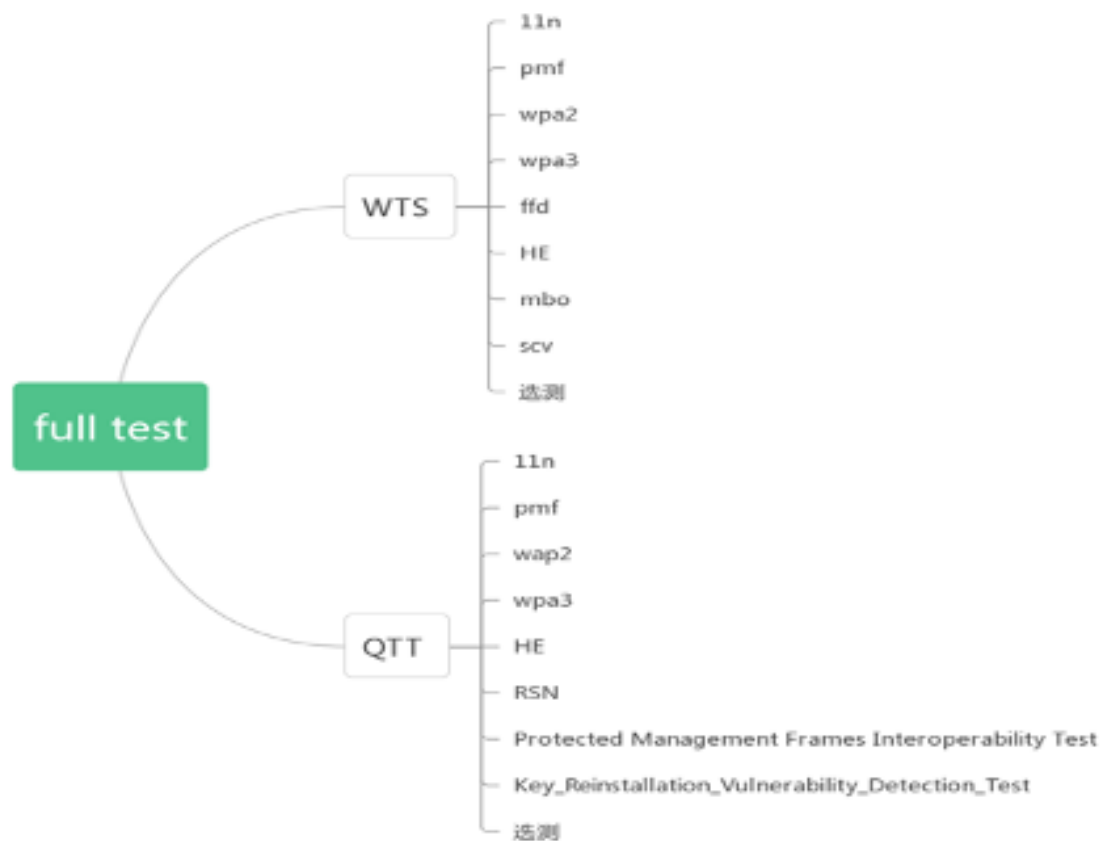 full test
WTS
11n
pmf
wpa2
wpa3
ffd
HE
mbo
scv
选测
QTT
11n
pmf
wap2
wpa3
HE
RSN
Protected Management Frames Interoperability Test
Key_Reinstallation_Vulnerability_Detection_Test
选测